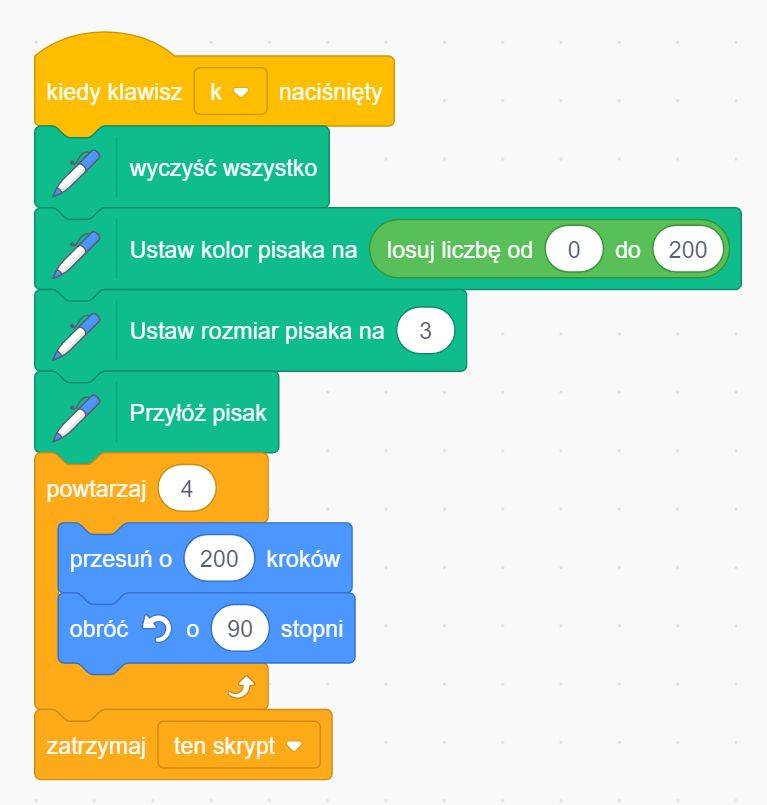 kiedy klawisz k naciśnięty
wyczyść wszystko
Ustaw kolor pisaka na losuj liczbę od 0 do 200
Ustaw rozmiar pisaka na 3
Przyłóż pisak
powtarzaj 4
przesuń o 200 kroków
obróć o 90 stopni
zatrzymaj ten skrypt